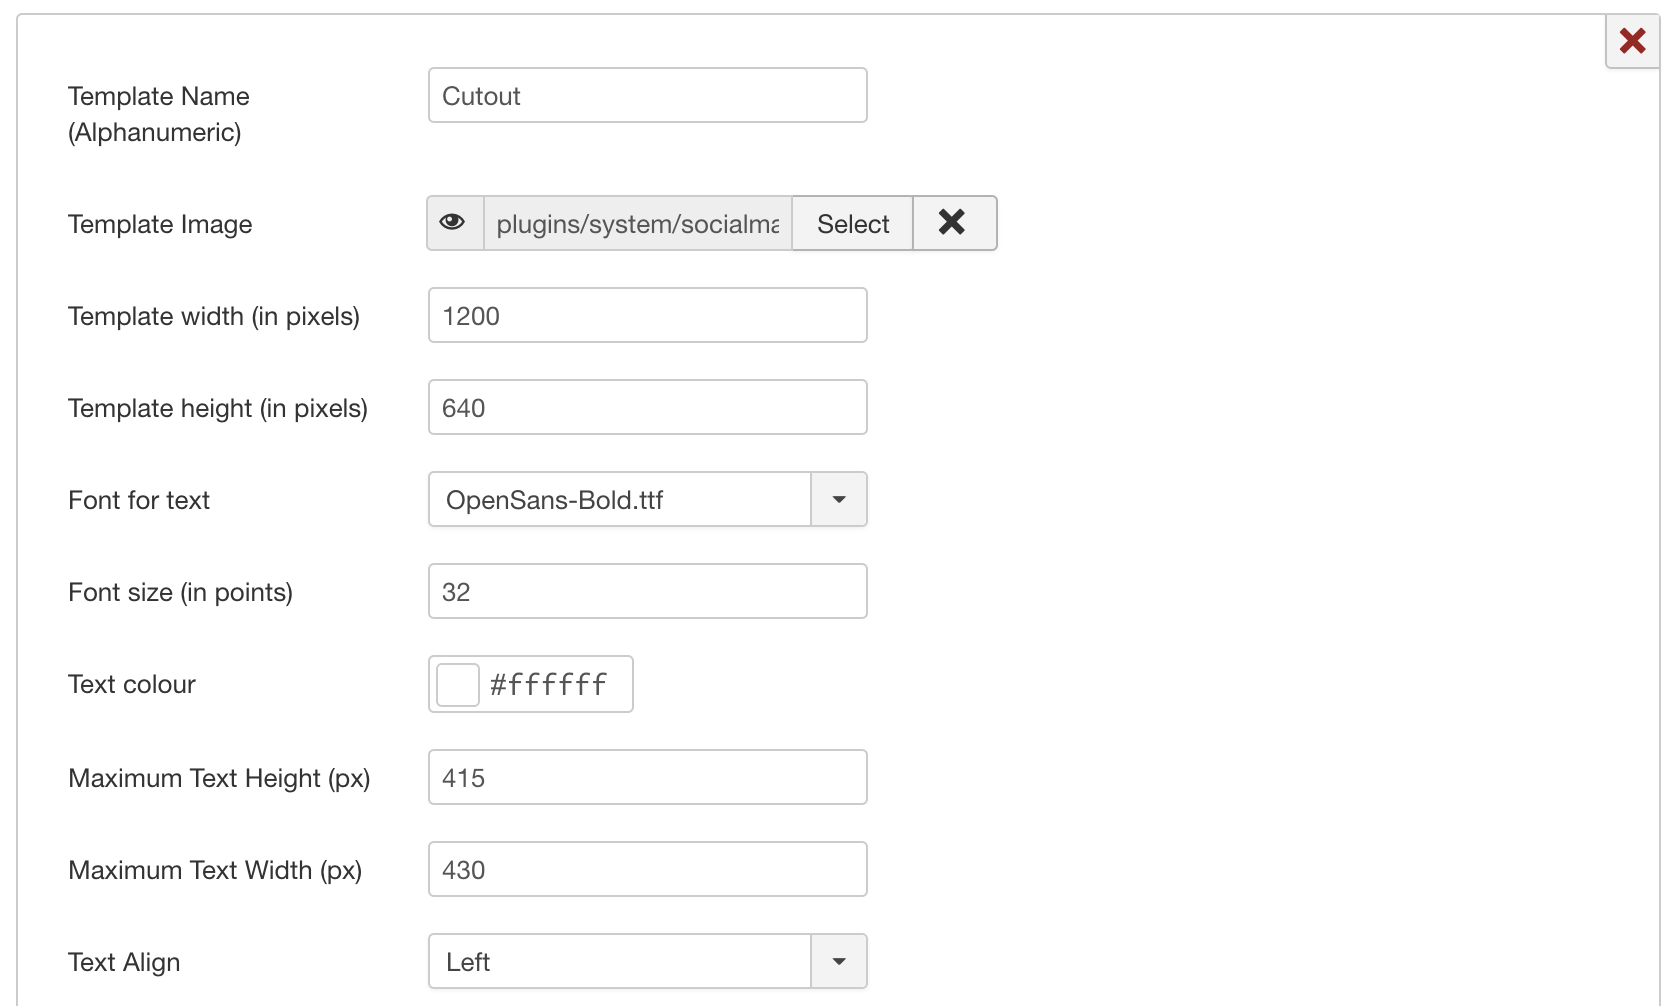 Template Name
(Alphanumeric)
Cutout
Template Image
plugins/system/socialma
Select
Template width (in pixels)
1200
Template height (in pixels)
640
Font for text
OpenSans-Bold.ttf
Font size (in points)
32
Text colour
#ffffff
Maximum Text Height (px)
415
Maximum Text Width (px)
430
Text Align
Left